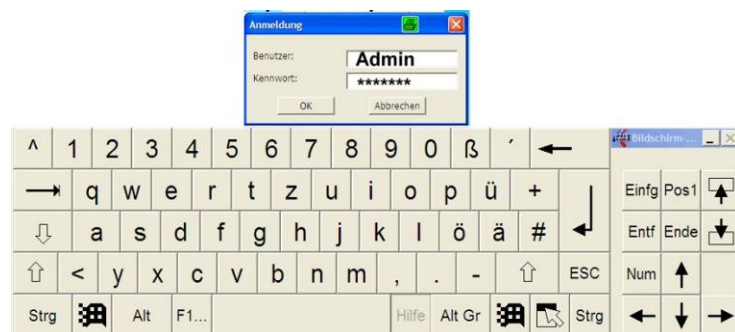 Anmeldung
Benutzer: Admin
Kennwort: *******
OK Abbrechen
^ 1 2 3 4 5 6 7 8 9 0 ß ´
Bildschirm-...
q w e r t z u i o p ü +
Einfg Pos1
a s d f g h j k l ö ä #
Entf Ende
< y x c v b n m , . - ESC
Num
Strg Alt F1... Hilfe Alt Gr Strg